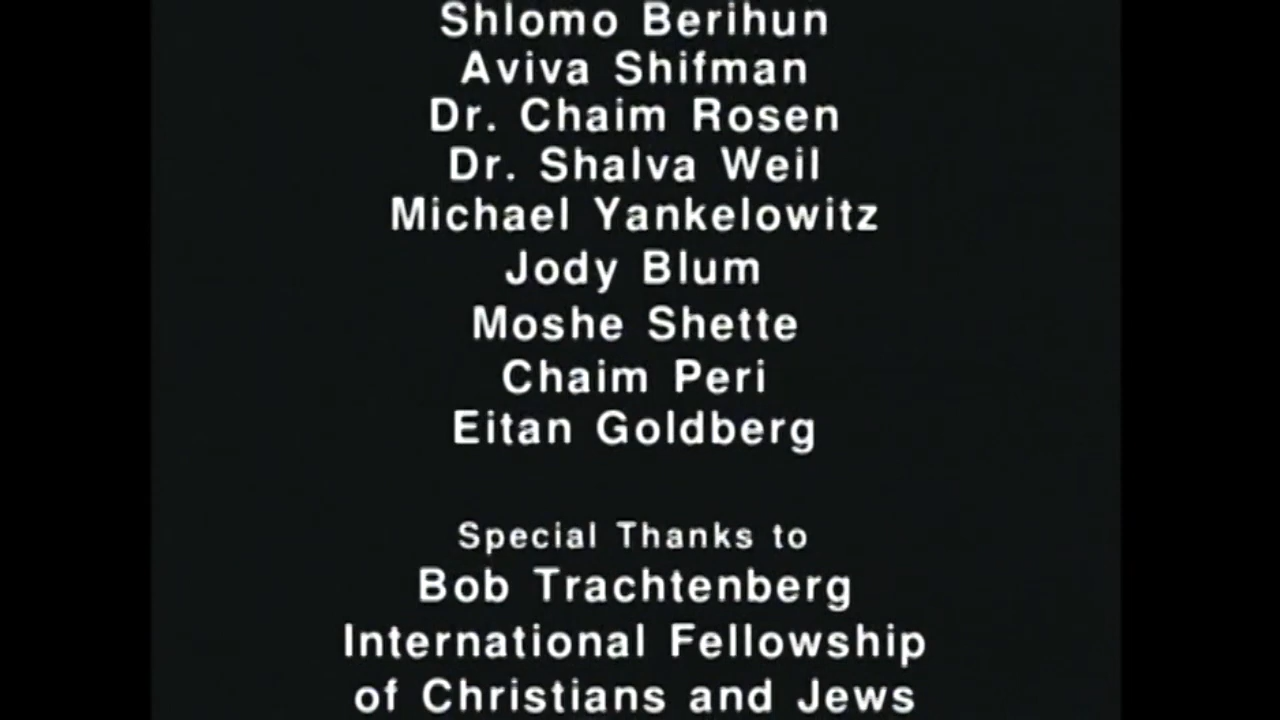 Shlomo Berihun
Aviva Shifman
Dr. Chaim Rosen
Dr. Shalva Weil
Michael Yankelowitz
Jody Blum
Moshe Shette
Chaim Peri
Eitan Goldberg
Special Thanks to
Bob Trachtenberg
International Fellowship
of Christians and Jews